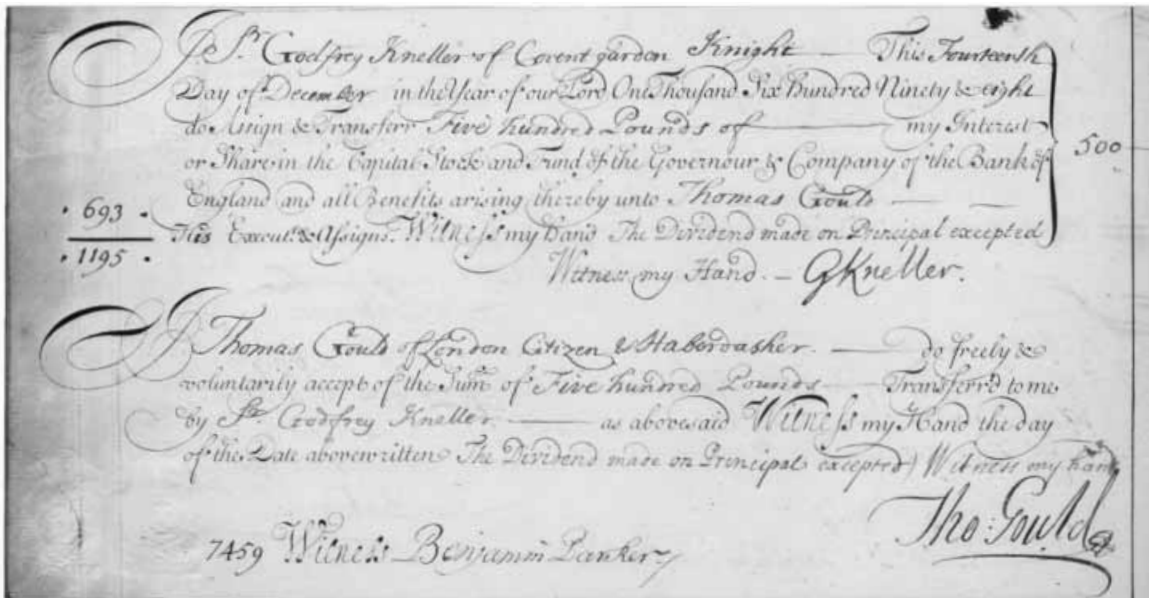 I Sr. Godfrey Kneller of Covent garden Knight — This Fourteenth
Day of December in the Year of our Lord One Thousand Six Hundred Ninety & eight
do Assign & Transferr Five hundred Pounds of — my Interest
or Share in the Capital Stock and Fund of the Governour & Company of the Bank of
500
England and all Benefits arising thereby unto Thomas Gould — —
· 693 ·
His Execut.rs & Assigns. Witness my Hand The Dividend made on Principal excepted
· 1195 ·
Witness my Hand. — GKneller.
I Thomas Gould of London Citizen & Haberdasher. — do freely &
voluntarily accept of the Sum of Five hundred Pounds — Transferr'd to me
by Sr. Godfrey Kneller — as abovesaid Witness my Hand the day
of the Date abovewritten The Dividend made on Principal excepted) Witness my hand
Tho: Gould
7459 Witness Benjamin Banker